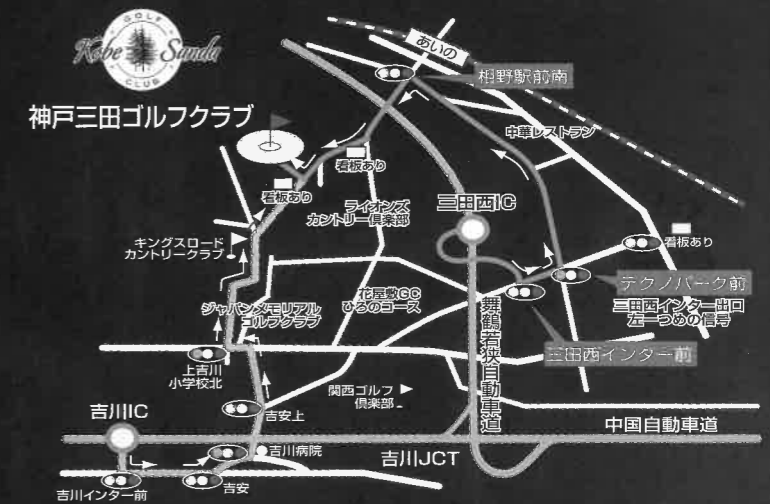 GOLF
Kobe Sanda
CLUB
神戸三田ゴルフクラブ
あいの
相野駅前南
中華レストラン
看板あり
看板あり
ライオンズ
カントリー倶楽部
三田西IC
看板あり
キングスロード
カントリークラブ
テクノパーク前
花屋敷GC
ひろのコース
三田西インター出口
左一つめの信号
ジャパンメモリアル
ゴルフクラブ
舞鶴若狭自動車道
三田西インター前
上吉川
小学校北
関西ゴルフ
倶楽部
吉川IC
吉安上
中国自動車道
吉川病院
吉川JCT
吉川インター前
吉安